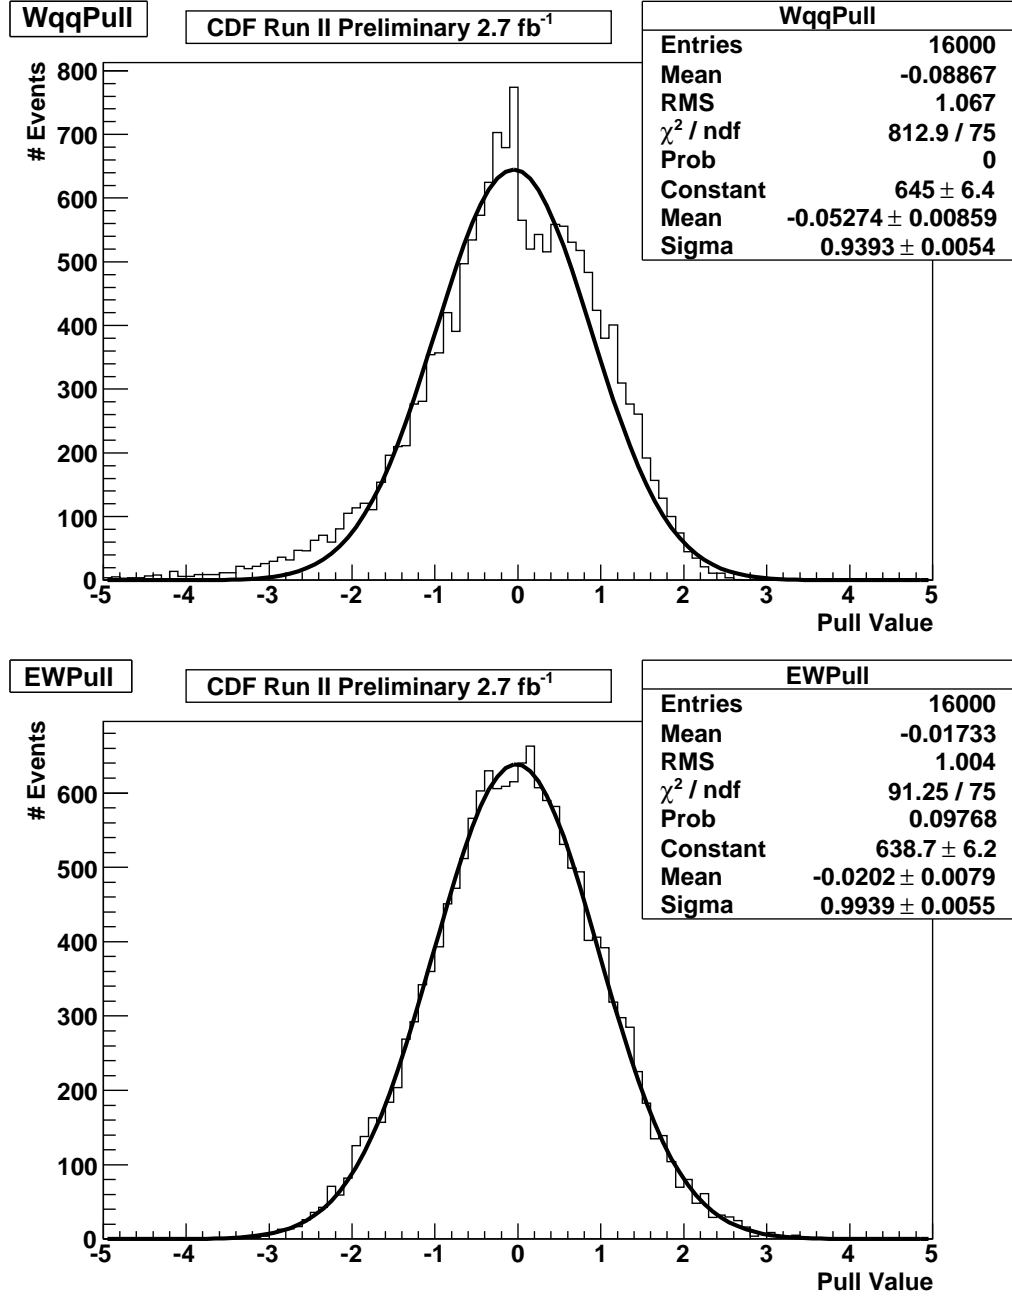 WqqPull
CDF Run II Preliminary 2.7 fb⁻¹
WqqPull
Entries 16000
Mean -0.08867
RMS 1.067
χ² / ndf 812.9 / 75
Prob 0
Constant 645 ± 6.4
Mean -0.05274 ± 0.00859
Sigma 0.9393 ± 0.0054
# Events
800
700
600
500
400
300
200
100
0
-5 -4 -3 -2 -1 0 1 2 3 4 5
Pull Value
EWPull
CDF Run II Preliminary 2.7 fb⁻¹
EWPull
Entries 16000
Mean -0.01733
RMS 1.004
χ² / ndf 91.25 / 75
Prob 0.09768
Constant 638.7 ± 6.2
Mean -0.0202 ± 0.0079
Sigma 0.9939 ± 0.0055
# Events
600
500
400
300
200
100
0
-5 -4 -3 -2 -1 0 1 2 3 4 5
Pull Value